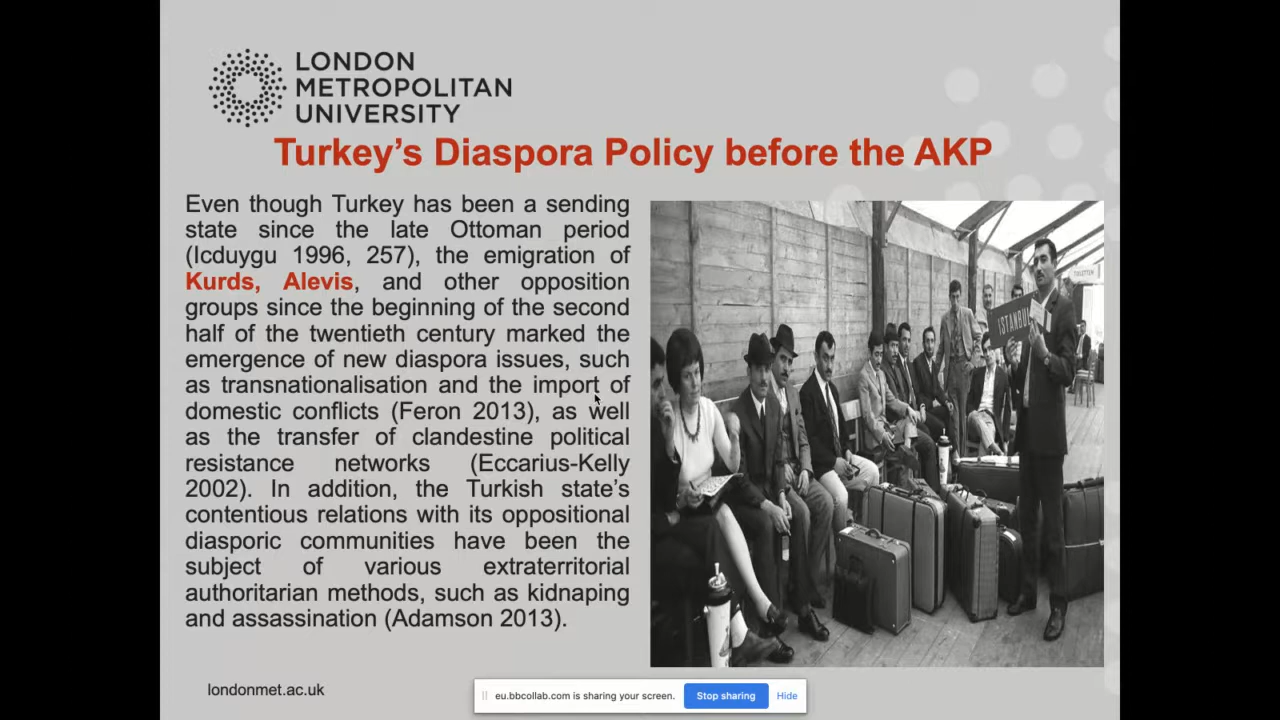 LONDON
METROPOLITAN
UNIVERSITY
Turkey's Diaspora Policy before the AKP
Even though Turkey has been a sending
state since the late Ottoman period
(Icduygu 1996, 257), the emigration of
Kurds, Alevis, and other opposition
groups since the beginning of the second
half of the twentieth century marked the
emergence of new diaspora issues, such
as transnationalisation and the import of
domestic conflicts (Feron 2013), as well
as the transfer of clandestine political
resistance networks (Eccarius-Kelly
2002). In addition, the Turkish state's
contentious relations with its oppositional
diasporic communities have been the
subject of various extraterritorial
authoritarian methods, such as kidnaping
and assassination (Adamson 2013).
ISTANBUL
londonmet.ac.uk
eu.bbcollab.com is sharing your screen.
Stop sharing
Hide